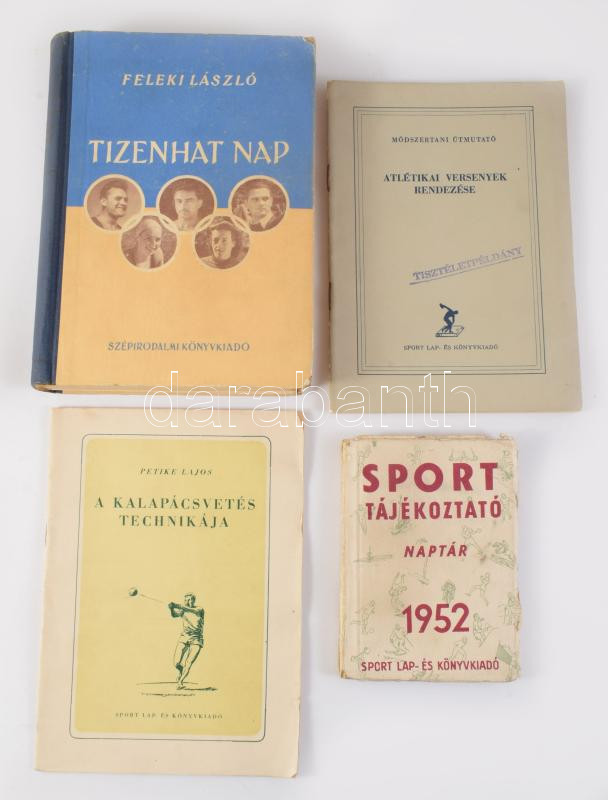 FELEKI LÁSZLÓ
TIZENHAT NAP
SZÉPIRODALMI KÖNYVKIADÓ
MÓDSZERTANI ÚTMUTATÓ
ATLÉTIKAI VERSENYEK
RENDEZÉSE
TISZTELETPÉLDÁNY
SPORT LAP- ÉS KÖNYVKIADÓ
darabanth
PETIKE LAJOS
A KALAPÁCSVETÉS
TECHNIKÁJA
SPORT LAP- ÉS KÖNYVKIADÓ
SPORT
TÁJÉKOZTATÓ
NAPTÁR
1952
SPORT LAP- ÉS KÖNYVKIADÓ